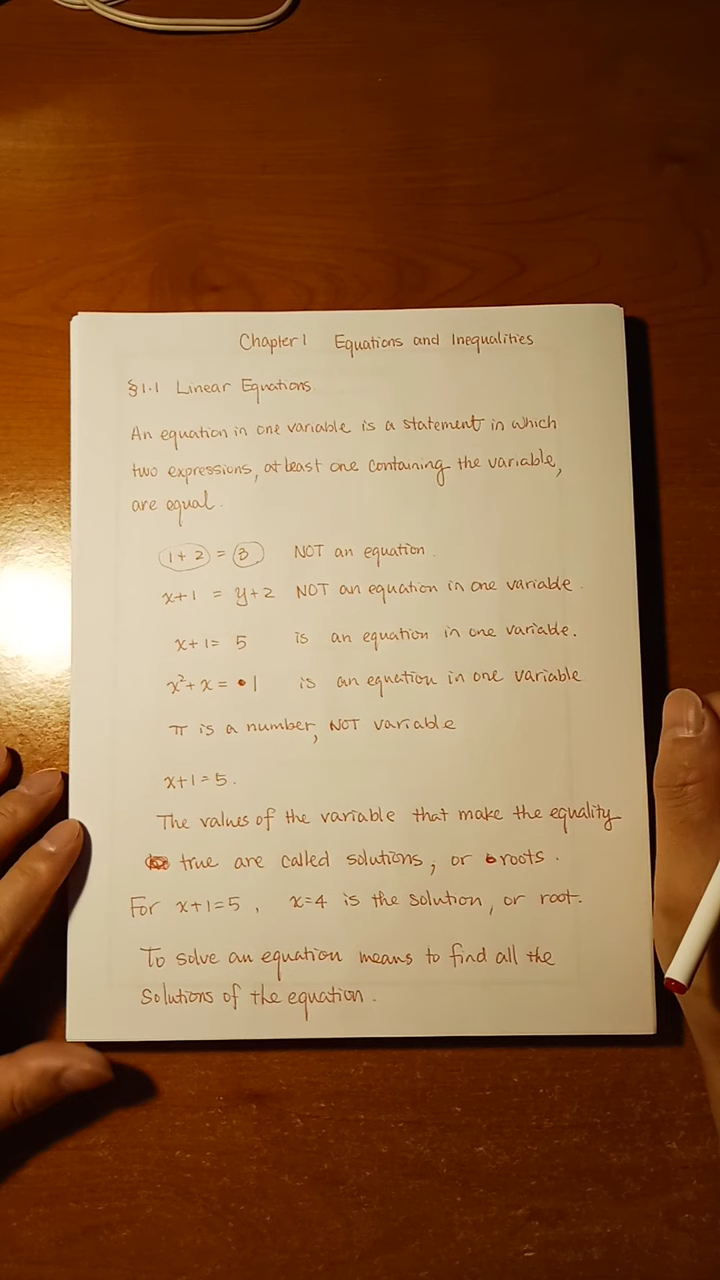 Chapter 1 Equations and Inequalities
§1.1 Linear Equations.
An equation in one variable is a statement in which
two expressions, at least one containing the variable,
are equal.
1 + 2 = 3 NOT an equation.
x+1 = y+2 NOT an equation in one variable.
x+1 = 5 is an equation in one variable.
x²+x = 1 is an equation in one variable
π is a number, NOT variable
x+1=5.
The values of the variable that make the equality
true are called solutions, or roots.
For x+1=5, x=4 is the solution, or root.
To solve an equation means to find all the
solutions of the equation.